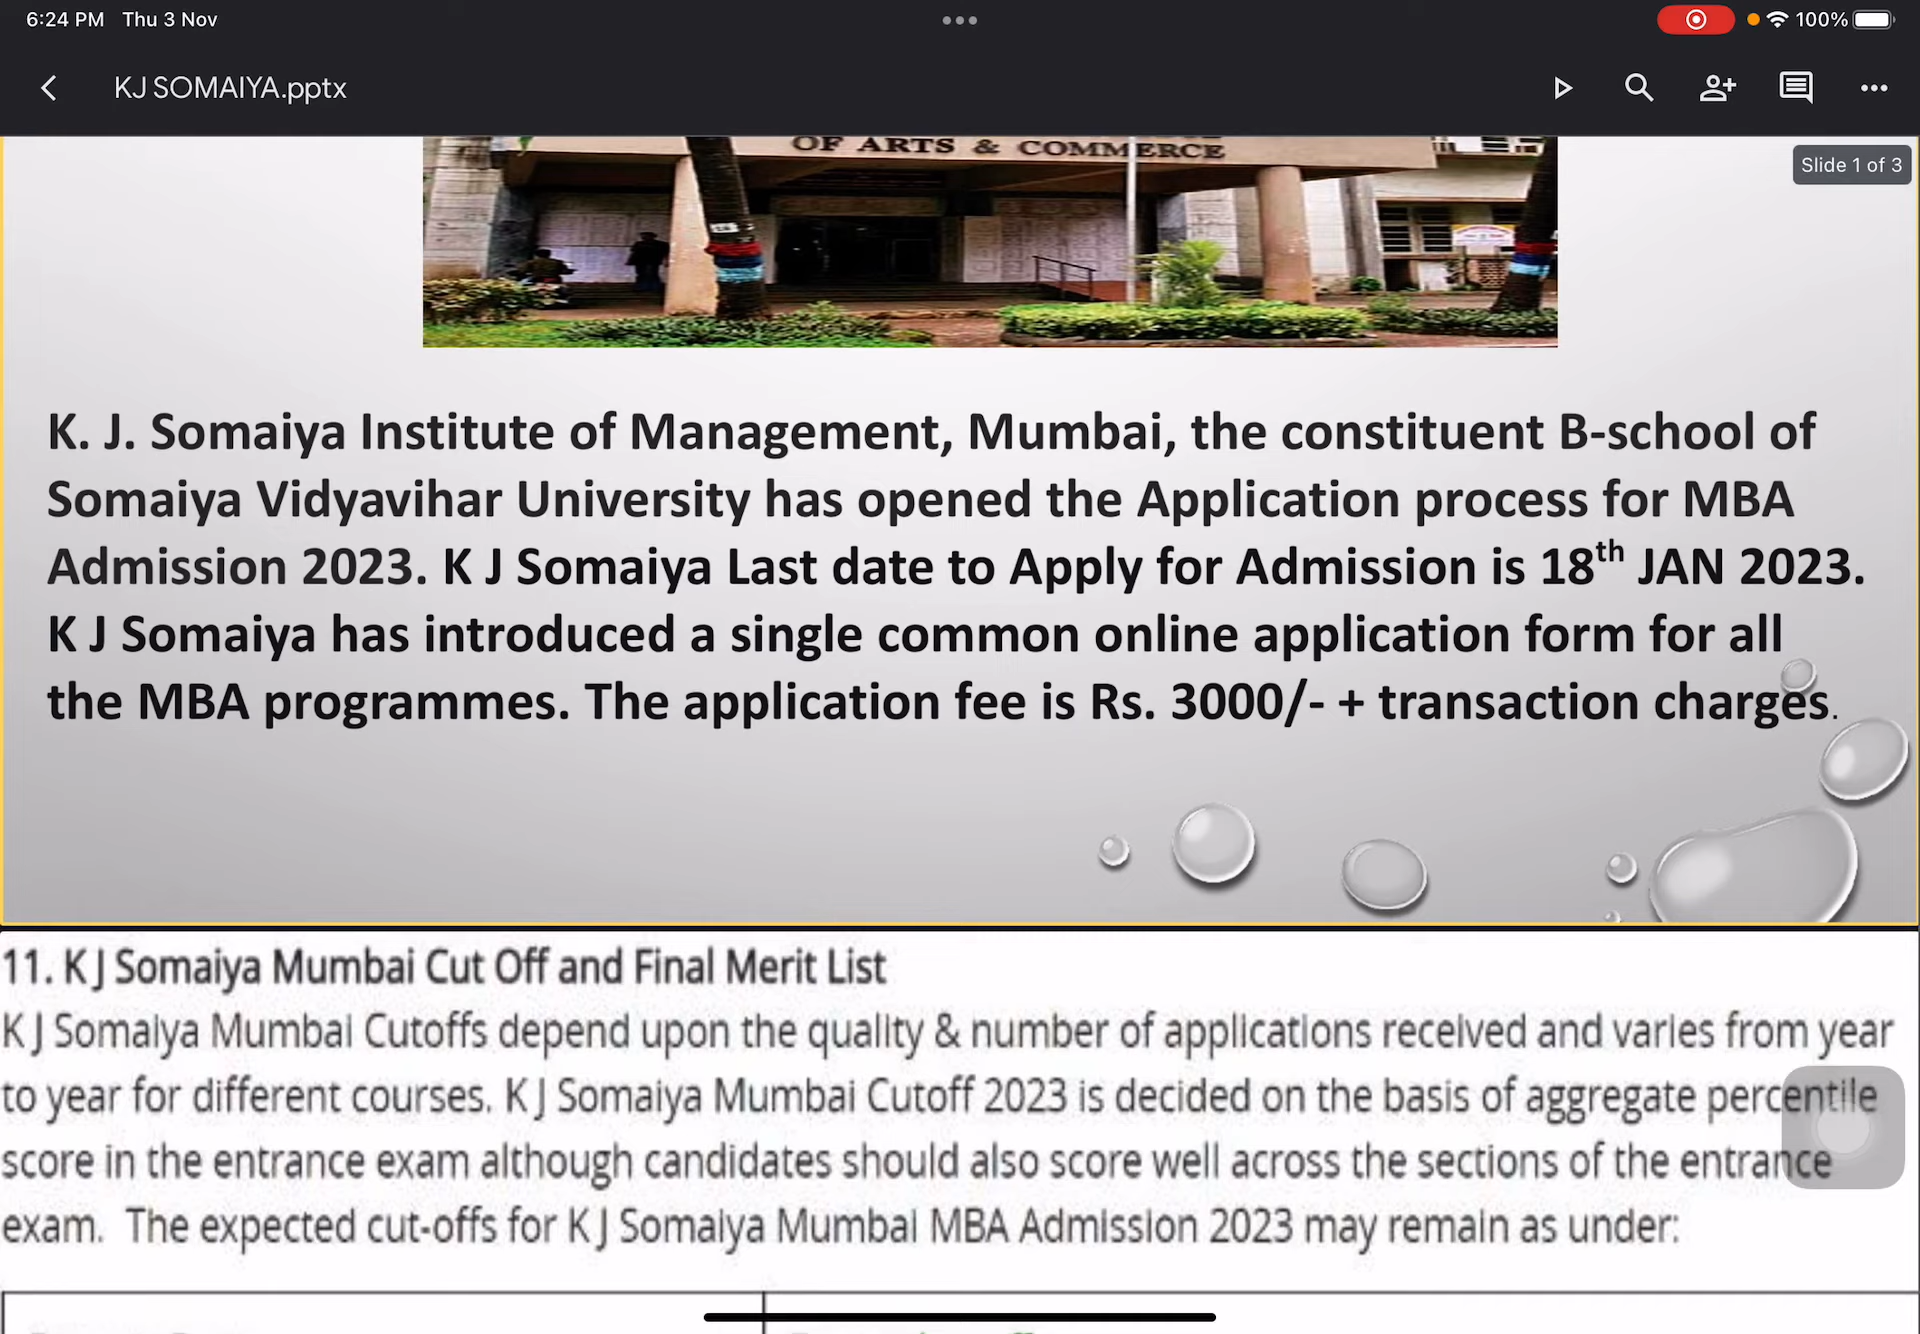 6:24 PM Thu 3 Nov
100%
KJ SOMAIYA.pptx
OF ARTS & COMMERCE
Slide 1 of 3
K. J. Somaiya Institute of Management, Mumbai, the constituent B-school of
Somaiya Vidyavihar University has opened the Application process for MBA
Admission 2023. K J Somaiya Last date to Apply for Admission is 18th JAN 2023.
K J Somaiya has introduced a single common online application form for all
the MBA programmes. The application fee is Rs. 3000/- + transaction charges.
11. K J Somaiya Mumbai Cut Off and Final Merit List
K J Somaiya Mumbai Cutoffs depend upon the quality & number of applications received and varies from year
to year for different courses. K J Somaiya Mumbai Cutoff 2023 is decided on the basis of aggregate percentile
score in the entrance exam although candidates should also score well across the sections of the entrance
exam. The expected cut-offs for K J Somaiya Mumbai MBA Admission 2023 may remain as under: